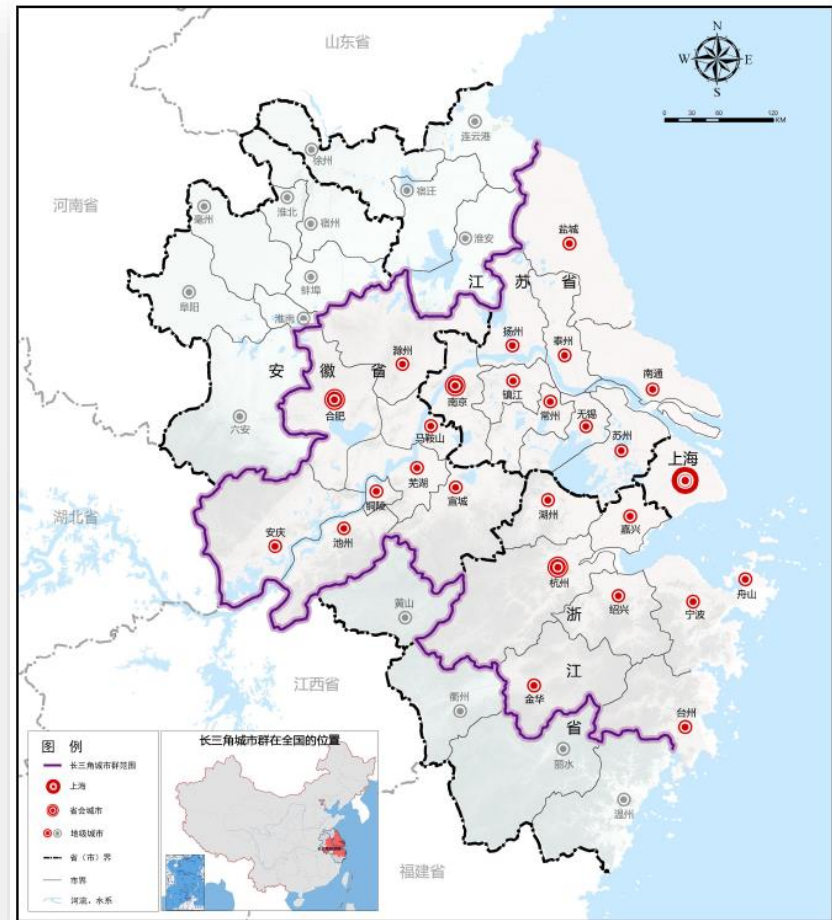 山东省
N
W
E
S
0 30 60 120
KM
连云港
徐州
河南省
宿庄
淮北
亳州
宿州
盐城
淮安
蚌埠
江苏省
阜阳
淮南
扬州
泰州
滁州
安徽省
南京
镇江
南通
合肥
常州
无锡
六安
马鞍山
苏州
上海
芜湖
宣城
湖北省
铜陵
湖州
嘉兴
安庆
池州
杭州
舟山
绍兴
宁波
黄山
浙
江西省
江
金华
衢州
台州
省
丽水
温州
福建省
图 例
长三角城市群范围
上海
省会城市
地级城市
省（市）界
市界
河流、水系
长三角城市群在全国的位置